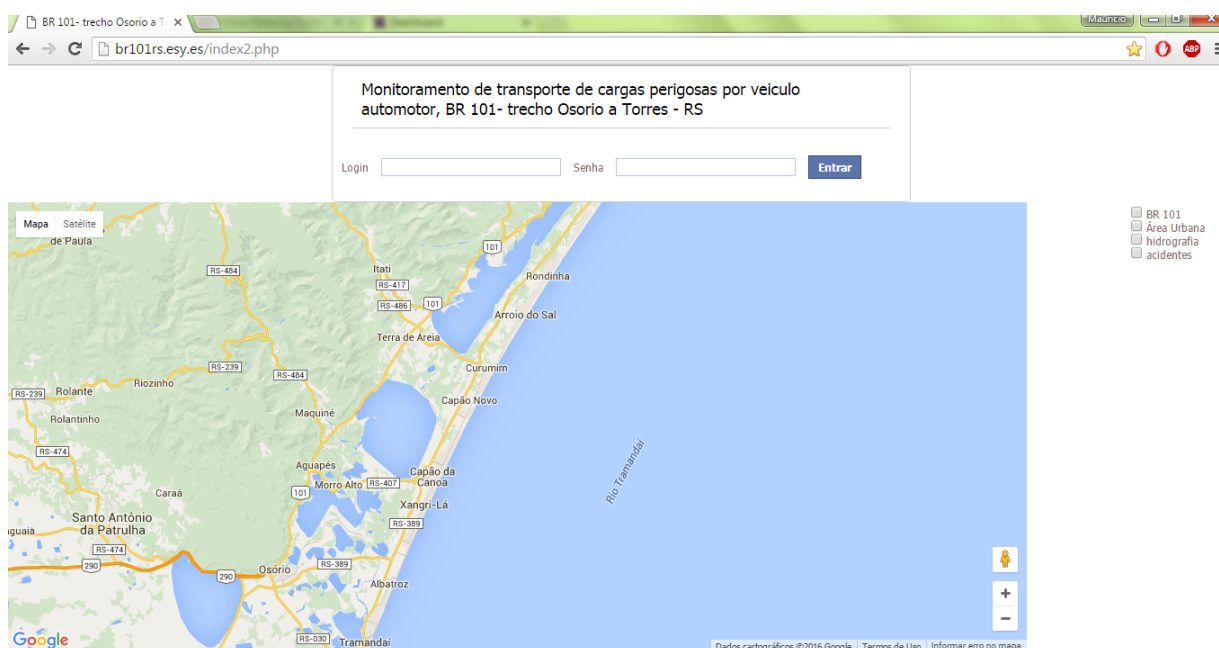 BR 101- trecho Osorio a T
Mauricio
br101rs.esy.es/index2.php
ABP
Monitoramento de transporte de cargas perigosas por veiculo
automotor, BR 101- trecho Osorio a Torres - RS
Login
Senha
Entrar
Mapa Satélite
BR 101
Área Urbana
hidrografia
acidentes
de Paula
101
RS-484
Itati
Rondinha
RS-417
RS-486
101
Arroio do Sal
Terra de Areia
RS-239
RS-484
Curumim
Riozinho
RS-239
Rolante
Capão Novo
Rolantinho
Maquiné
RS-474
Aguapés
Capão da
Canoa
Morro Alto
RS-407
101
Caraá
Xangri-Lá
Rio Tramandaí
Santo Antônio
da Patrulha
RS-389
RS-474
290
290
Osório
RS-389
Albatroz
RS-030
Tramandaí
Google
Dados cartográficos ©2016 Google
Termos de Uso
Informar erro no mapa